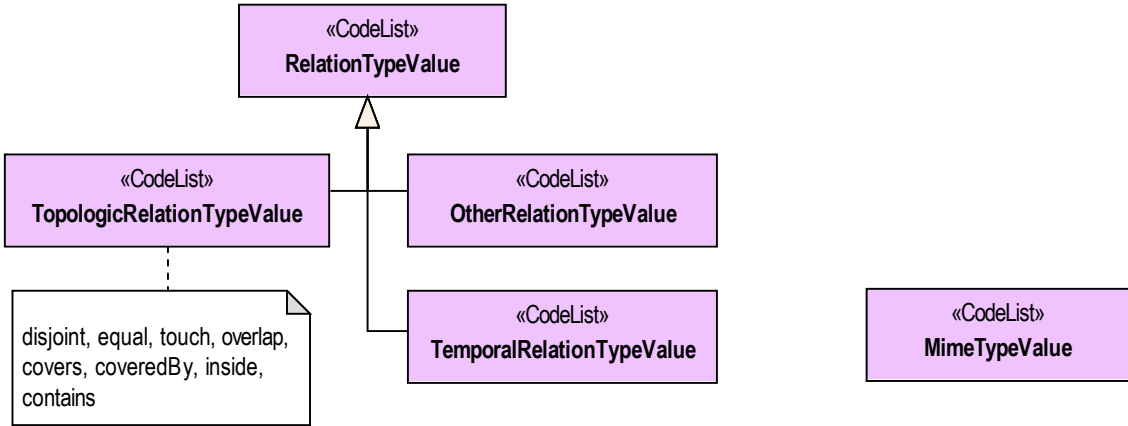 «CodeList»
RelationTypeValue
«CodeList»
TopologicRelationTypeValue
«CodeList»
OtherRelationTypeValue
disjoint, equal, touch, overlap,
covers, coveredBy, inside,
contains
«CodeList»
TemporalRelationTypeValue
«CodeList»
MimeTypeValue